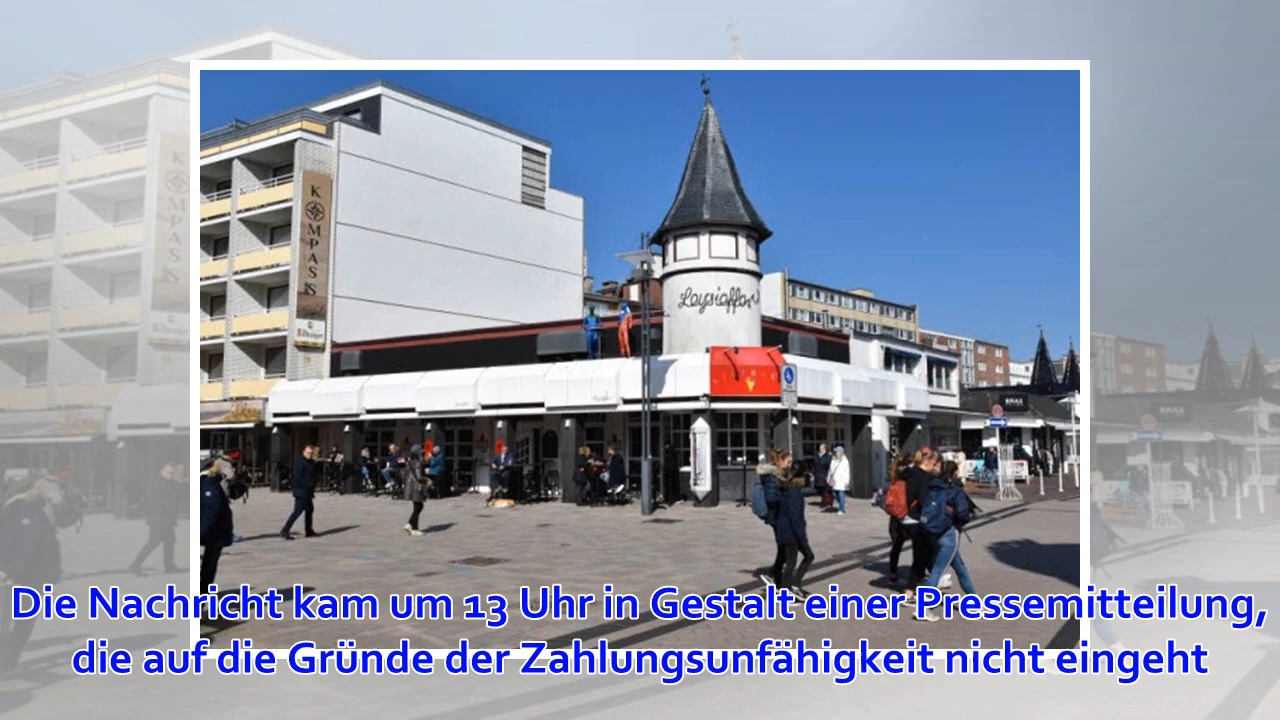 KOMPASS
Leysieffer
Die Nachricht kam um 13 Uhr in Gestalt einer Pressemitteilung,
die auf die Gründe der Zahlungsunfähigkeit nicht eingeht